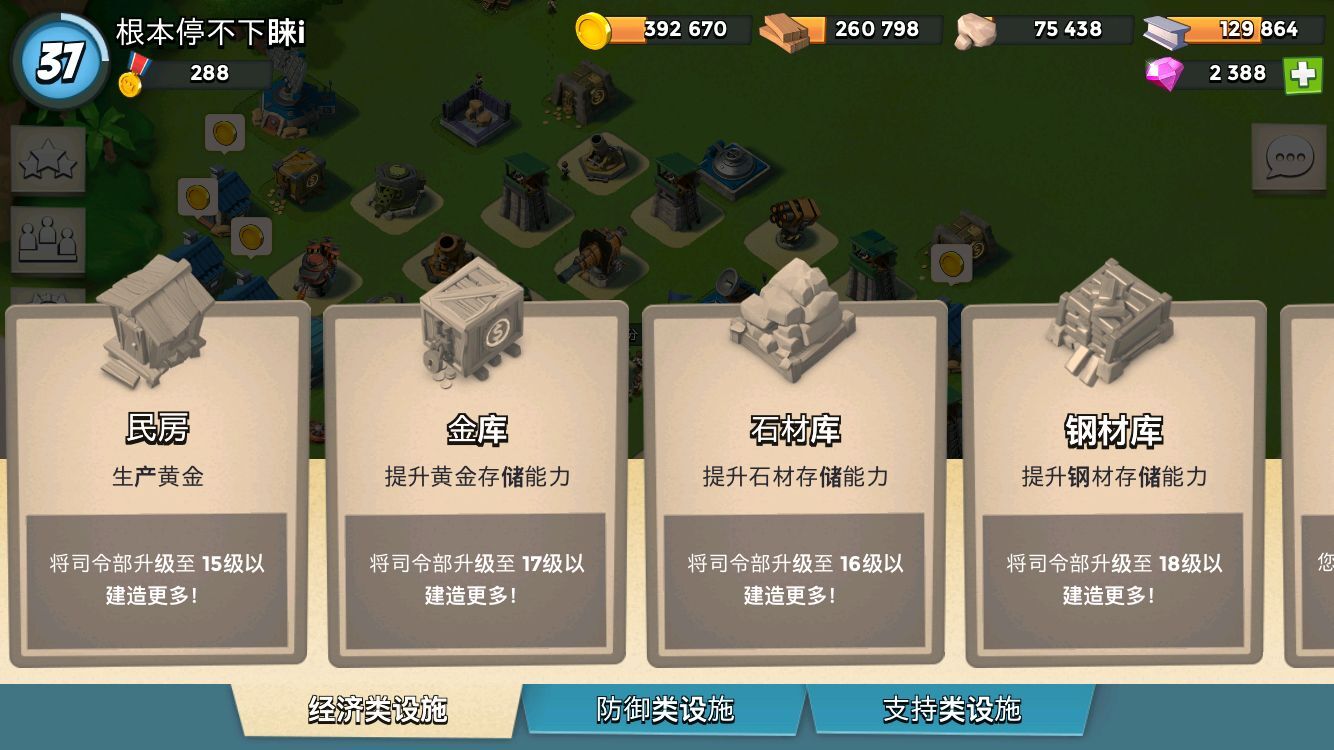 37
根本停不下睐i
288
392 670
260 798
75 438
129 864
2 388
民房
生产黄金
将司令部升级至 15级以
建造更多！
金库
提升黄金存储能力
将司令部升级至 17级以
建造更多！
石材库
提升石材存储能力
将司令部升级至 16级以
建造更多！
钢材库
提升钢材存储能力
将司令部升级至 18级以
建造更多！
您
经济类设施
防御类设施
支持类设施